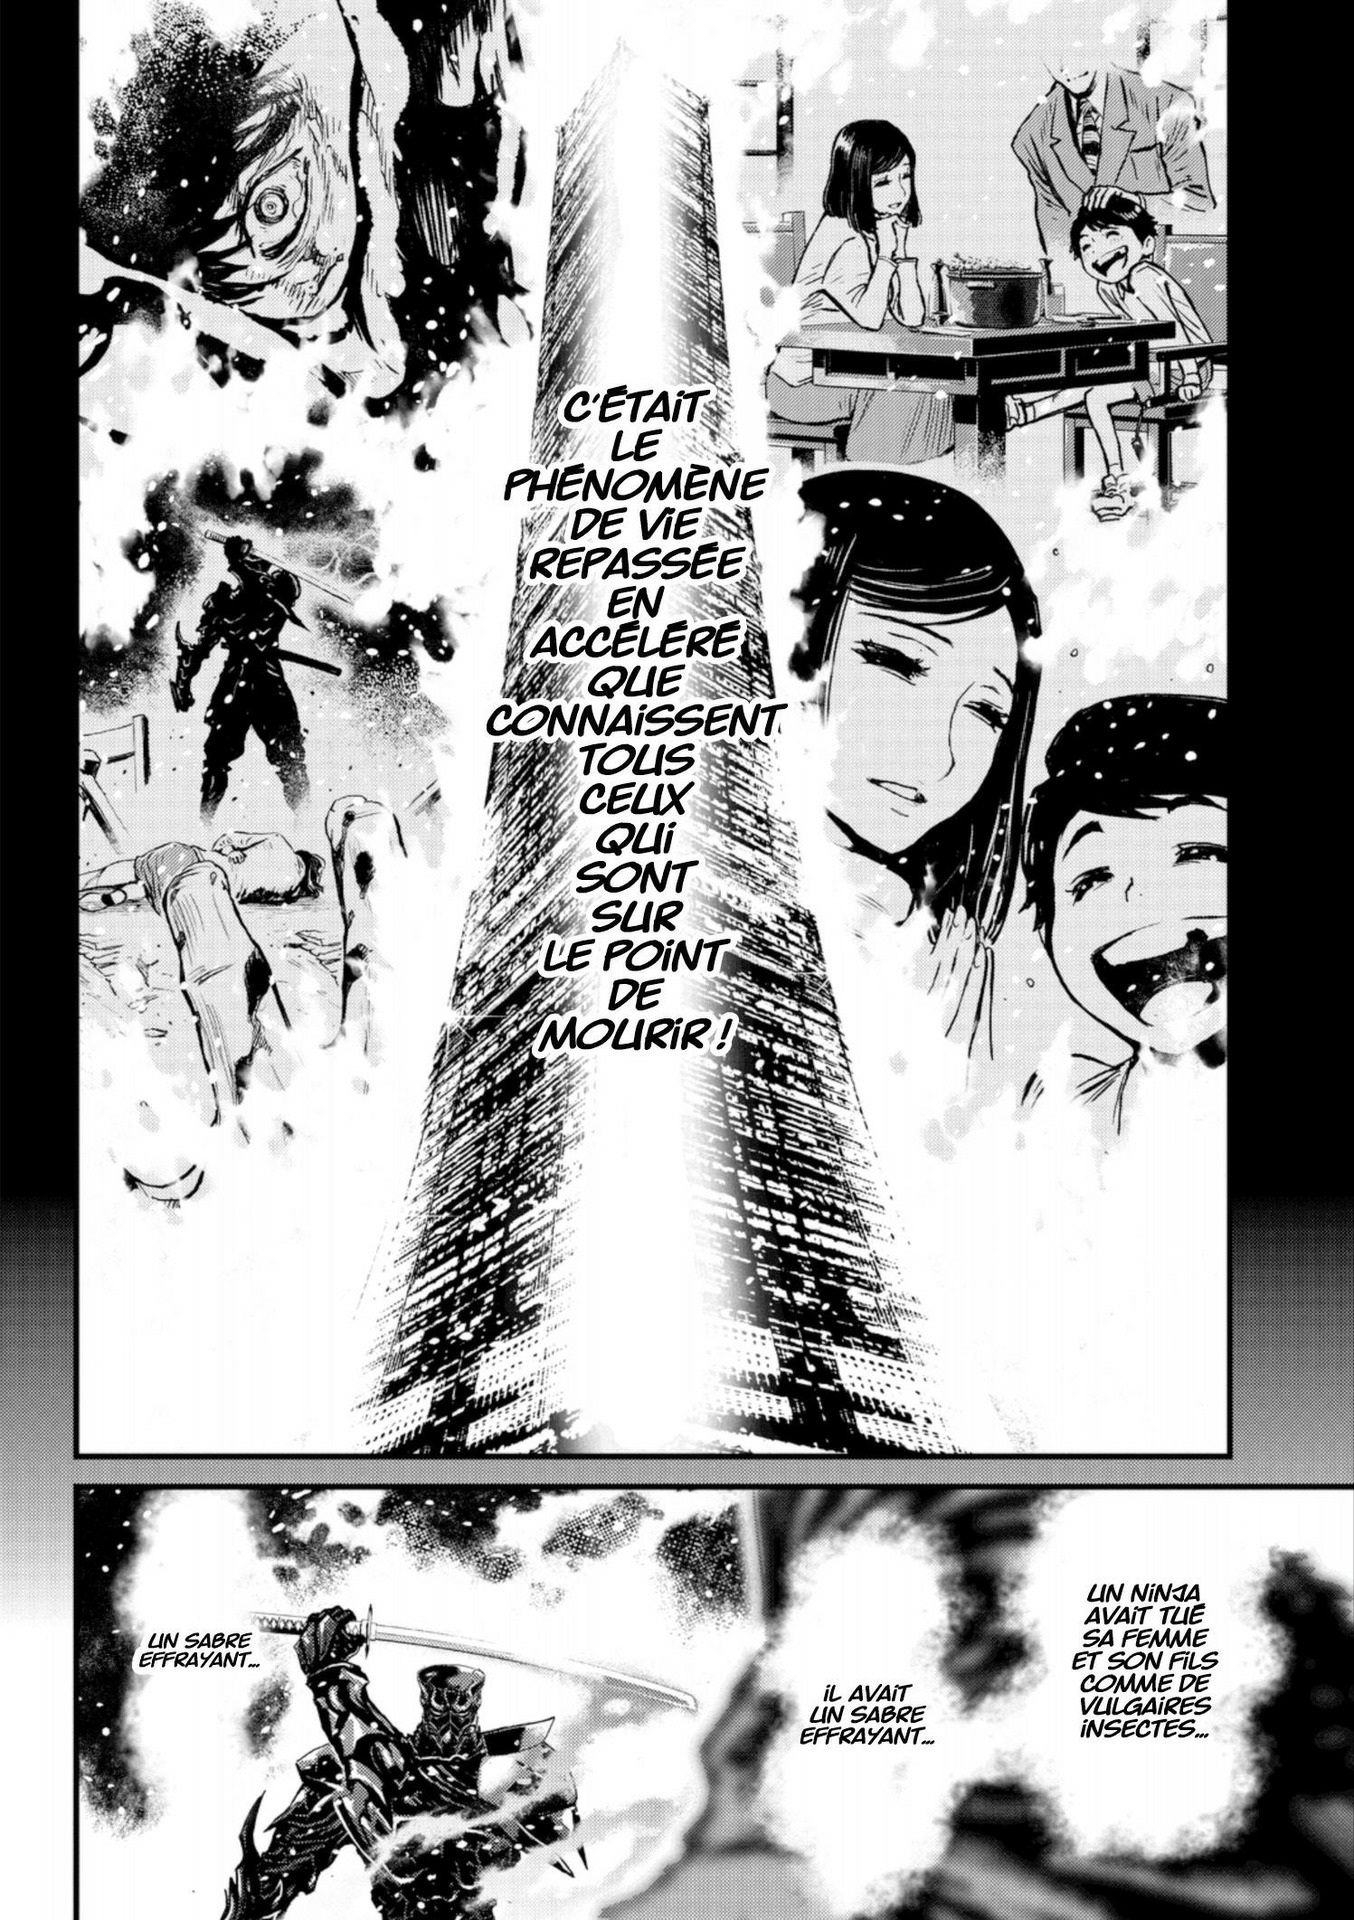 C'ÉTAIT
LE
PHÉNOMÈNE
DE VIE
REPASSÉE
EN
ACCÉLÉRÉ
QUE
CONNAISSENT
TOUS
CEUX
QUI
SONT
SUR
LE POINT
DE
MOURIR !
UN NINJA
AVAIT TUÉ
SA FEMME
ET SON FILS
COMME DE
VULGAIRES
INSECTES...
IL AVAIT
UN SABRE
EFFRAYANT...
UN SABRE
EFFRAYANT...